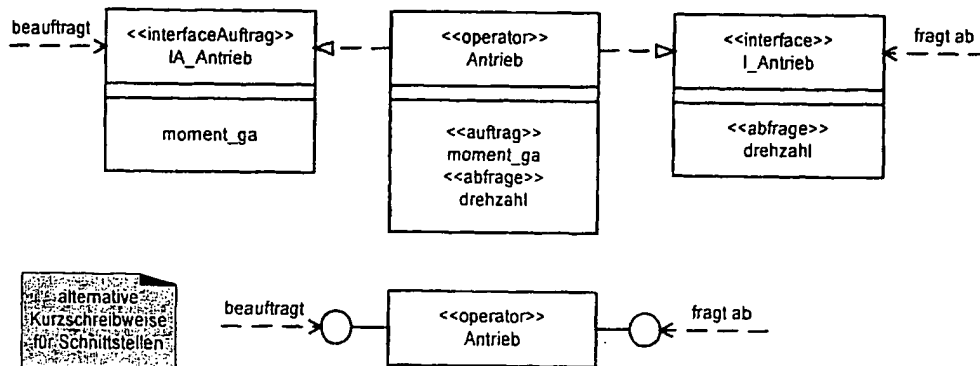 beauftragt
<<interfaceAuftrag>>
IA_Antrieb
moment_ga
<<operator>>
Antrieb
<<auftrag>>
moment_ga
<<abfrage>>
drehzahl
<<interface>>
I_Antrieb
<<abfrage>>
drehzahl
fragt ab
alternative
Kurzschreibweise
für Schnittstellen
beauftragt
<<operator>>
Antrieb
fragt ab